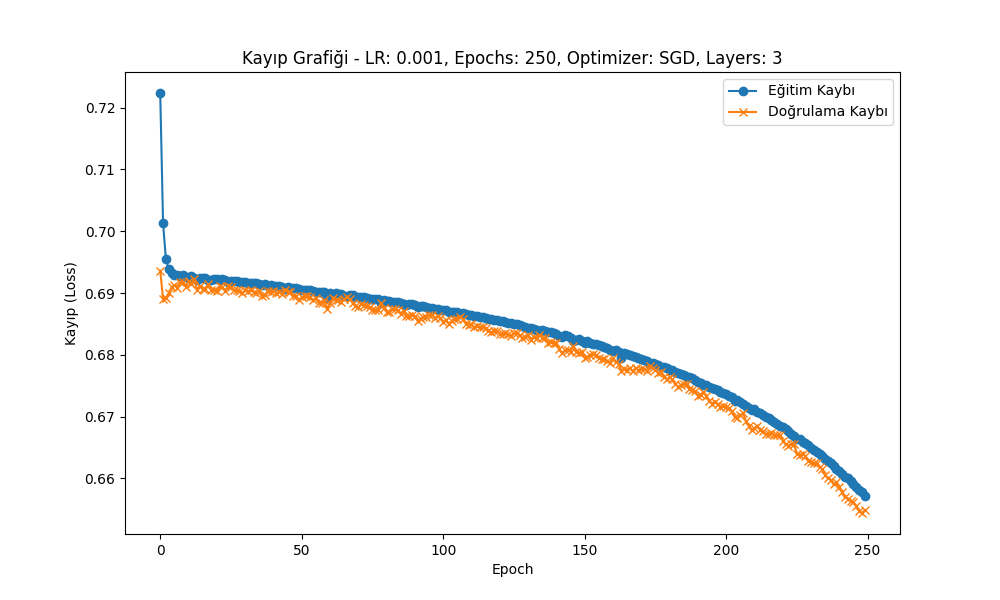 Kayıp Grafiği - LR: 0.001, Epochs: 250, Optimizer: SGD, Layers: 3
Eğitim Kaybı
Doğrulama Kaybı
Kayıp (Loss)
0.72
0.71
0.70
0.69
0.68
0.67
0.66
0 50 100 150 200 250
Epoch